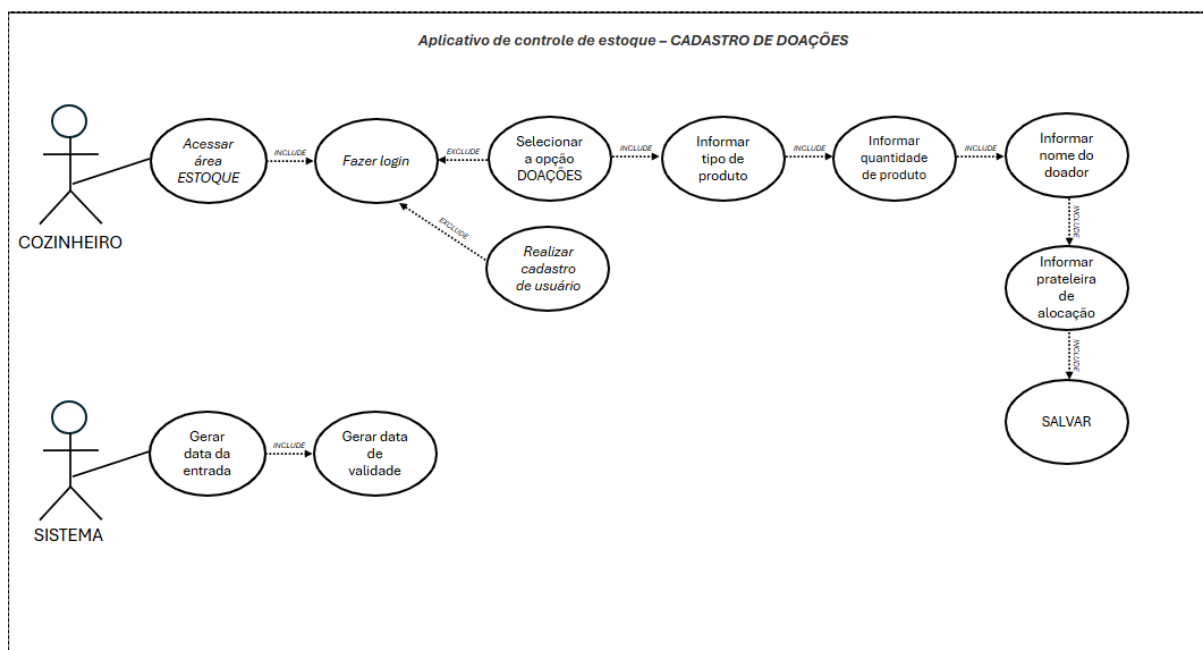 Aplicativo de controle de estoque – CADASTRO DE DOAÇÕES
Acessar
área
ESTOQUE
INCLUDE
Fazer login
EXCLUDE
Selecionar
a opção
DOAÇÕES
INCLUDE
Informar
tipo de
produto
INCLUDE
Informar
quantidade
de produto
INCLUDE
Informar
nome do
doador
COZINHEIRO
EXCLUDE
Realizar
cadastro
de usuário
INCLUDE
Informar
prateleira
de
alocação
INCLUDE
SALVAR
Gerar
data da
entrada
INCLUDE
Gerar data
de
validade
SISTEMA